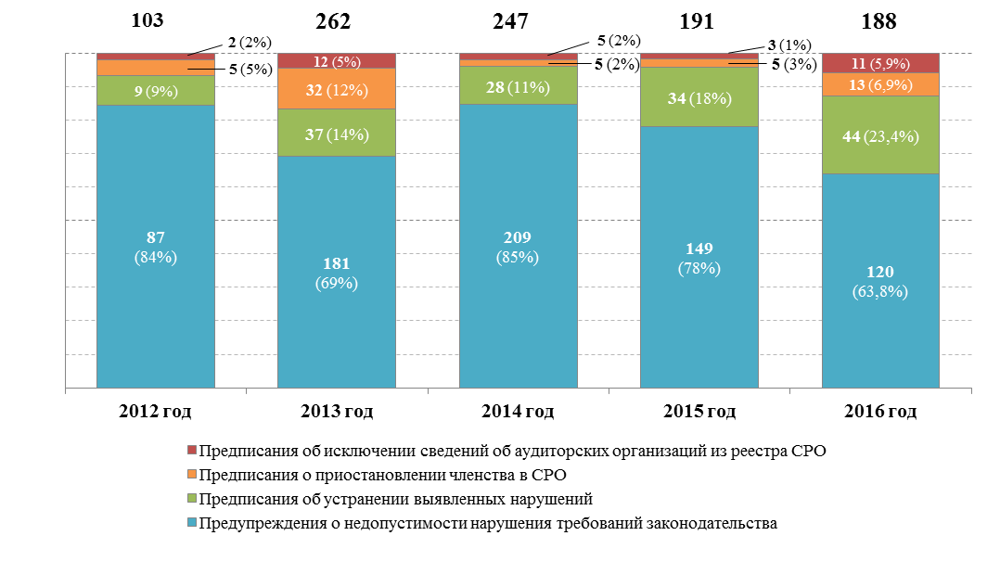 103 262 247 191 188
2 (2%) 12 (5%) 5 (2%) 3 (1%) 11 (5,9%)
5 (5%) 32 (12%) 5 (2%) 5 (3%) 13 (6,9%)
9 (9%) 37 (14%) 28 (11%) 34 (18%) 44 (23,4%)
87
(84%)
181
(69%)
209
(85%)
149
(78%)
120
(63,8%)
2012 год 2013 год 2014 год 2015 год 2016 год
Предписания об исключении сведений об аудиторских организаций из реестра СРО
Предписания о приостановлении членства в СРО
Предписания об устранении выявленных нарушений
Предупреждения о недопустимости нарушения требований законодательства